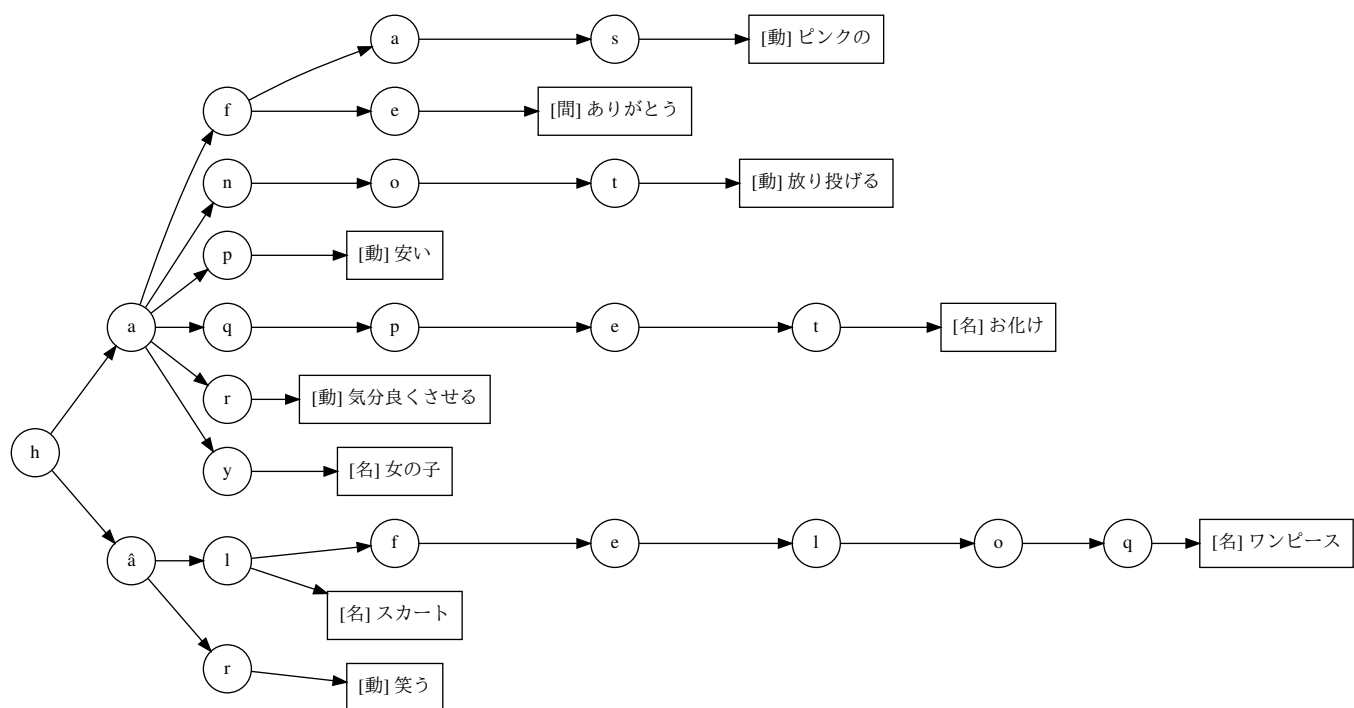 a s [動] ピンクの
f e [間] ありがとう
n o t [動] 放り投げる
p [動] 安い
a q p e t [名] お化け
r [動] 気分良くさせる
h
y [名] 女の子
â l f e l o q [名] ワンピース
[名] スカート
r [動] 笑う